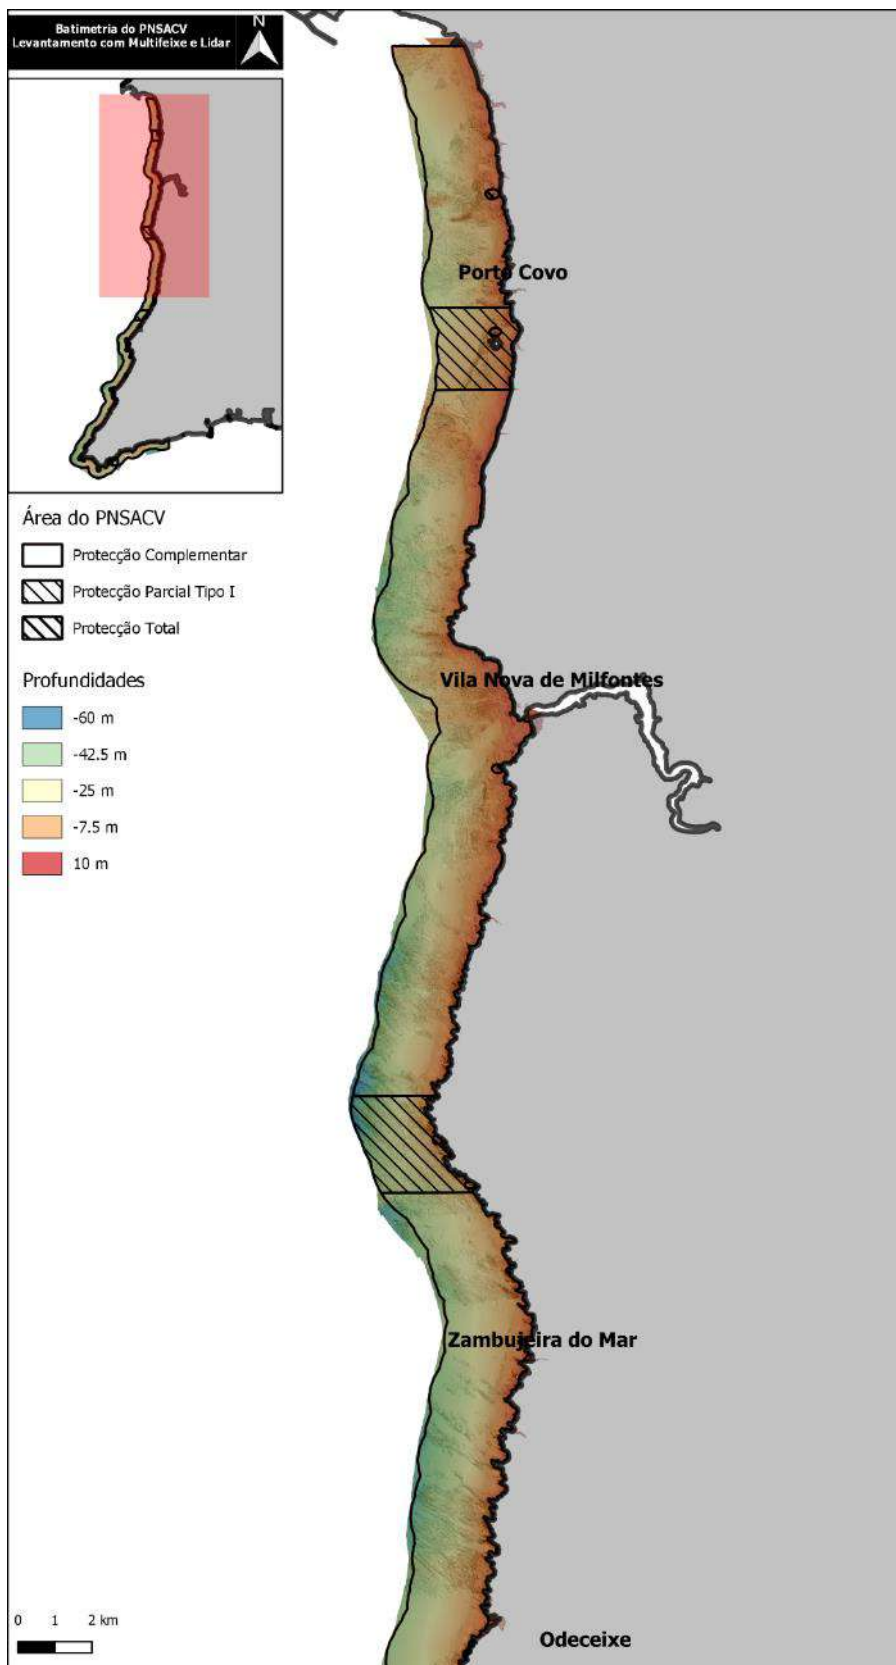 Batimetria do PNSACV
Levantamento com Multifeixe e Lidar
N
Porto Covo
Área do PNSACV
Protecção Complementar
Protecção Parcial Tipo I
Protecção Total
Vila Nova de Milfontes
Profundidades
-60 m
-42.5 m
-25 m
-7.5 m
10 m
Zambujeira do Mar
0 1 2 km
Odeceixe